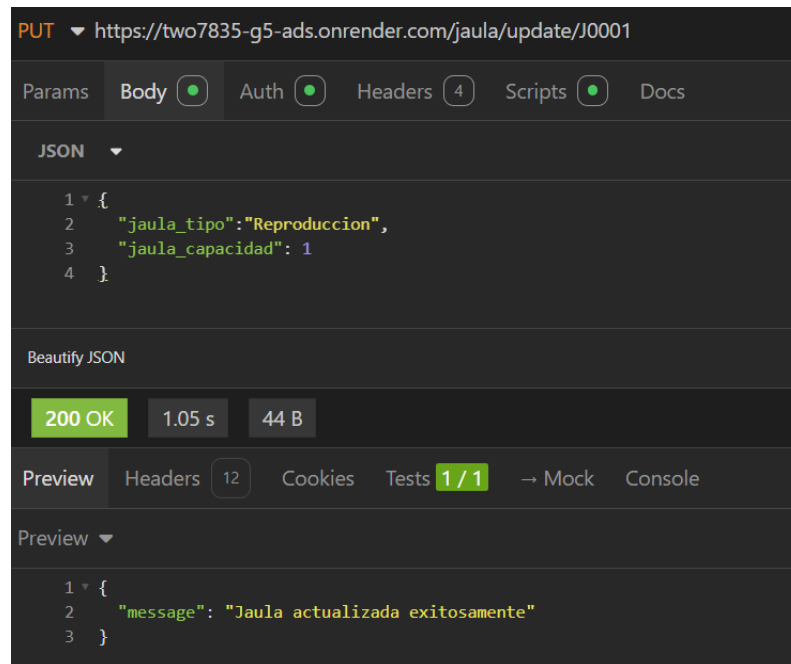 PUT https://two7835-g5-ads.onrender.com/jaula/update/J0001
Params Body Auth Headers 4 Scripts Docs
JSON
1 {
2 "jaula_tipo":"Reproduccion",
3 "jaula_capacidad": 1
4 }
Beautify JSON
200 OK 1.05 s 44 B
Preview Headers 12 Cookies Tests 1 / 1 → Mock Console
Preview
1 {
2 "message": "Jaula actualizada exitosamente"
3 }